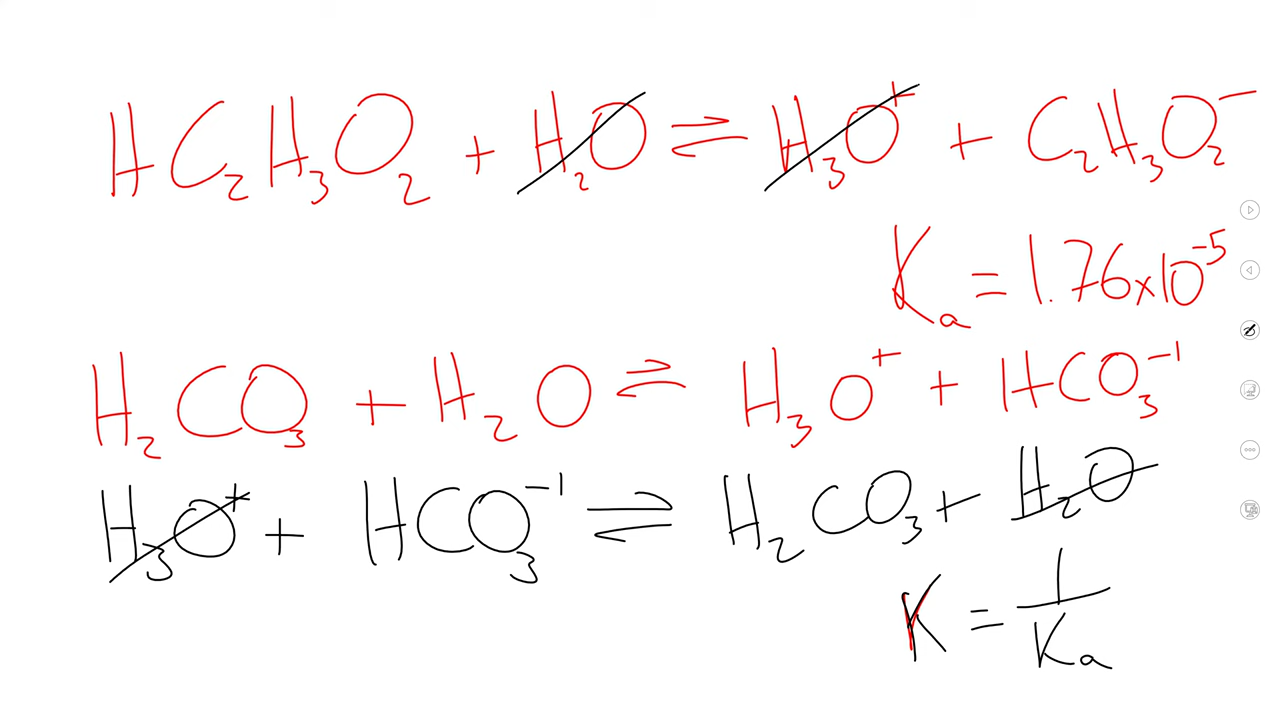 HC₂H₃O₂ + H₂O ⇌ H₃O⁺ + C₂H₃O₂⁻
Kₐ = 1.76×10⁻⁵
H₂CO₃ + H₂O ⇌ H₃O⁺ + HCO₃⁻¹
H₃O⁺ + HCO₃⁻¹ ⇌ H₂CO₃ + H₂O
K = 1/Kₐ